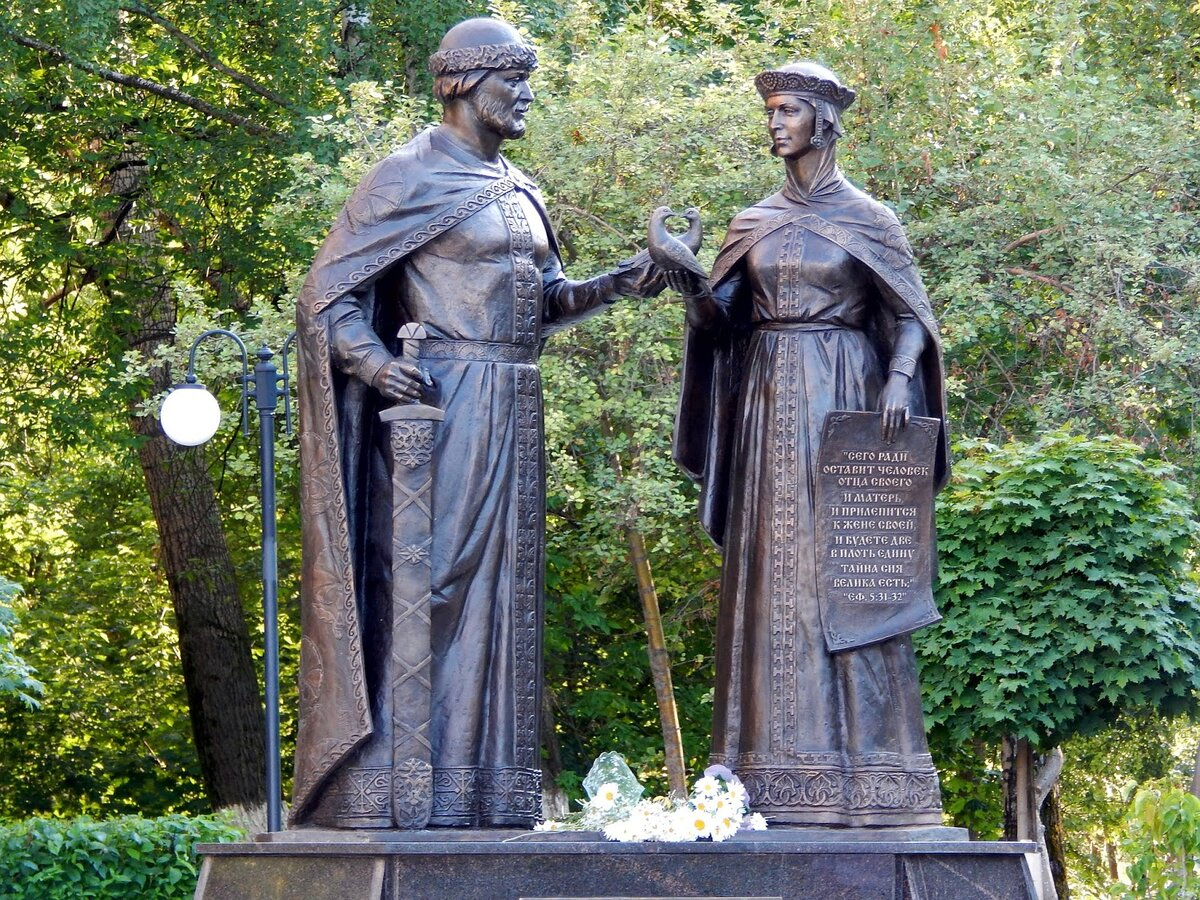 "СЕГО РАДИ
ОСТАВИТ ЧЕЛОВЕК
ОТЦА СВОЕГО
И МАТЕРЬ,
И ПРИЛЕПИТСЯ
К ЖЕНЕ СВОЕЙ,
И БУДЕТЕ ДВЕ
В ПЛОТЬ ЕДИНУ
ТАЙНА СИЯ
ВЕЛИКА ЕСТЬ;"
"ЕФ. 5:31-32"